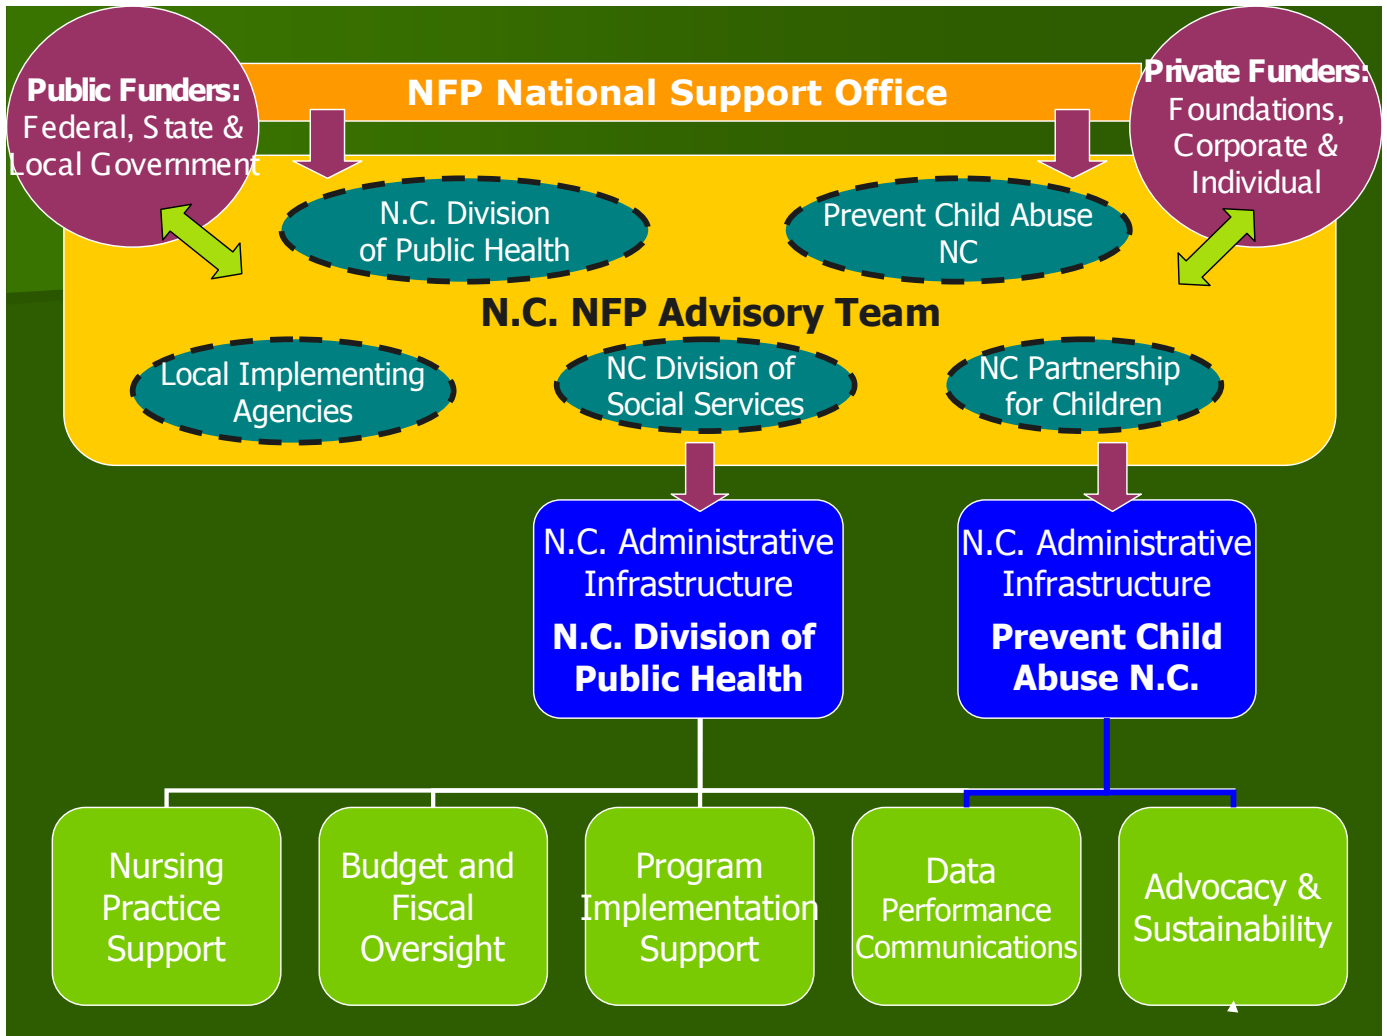 Public Funders:
Federal, State &
Local Government
NFP National Support Office
Private Funders:
Foundations,
Corporate &
Individual
N.C. Division
of Public Health
Prevent Child Abuse
NC
N.C. NFP Advisory Team
Local Implementing
Agencies
NC Division of
Social Services
NC Partnership
for Children
N.C. Administrative
Infrastructure
N.C. Division of
Public Health
N.C. Administrative
Infrastructure
Prevent Child
Abuse N.C.
Nursing
Practice
Support
Budget and
Fiscal
Oversight
Program
Implementation
Support
Data
Performance
Communications
Advocacy &
Sustainability